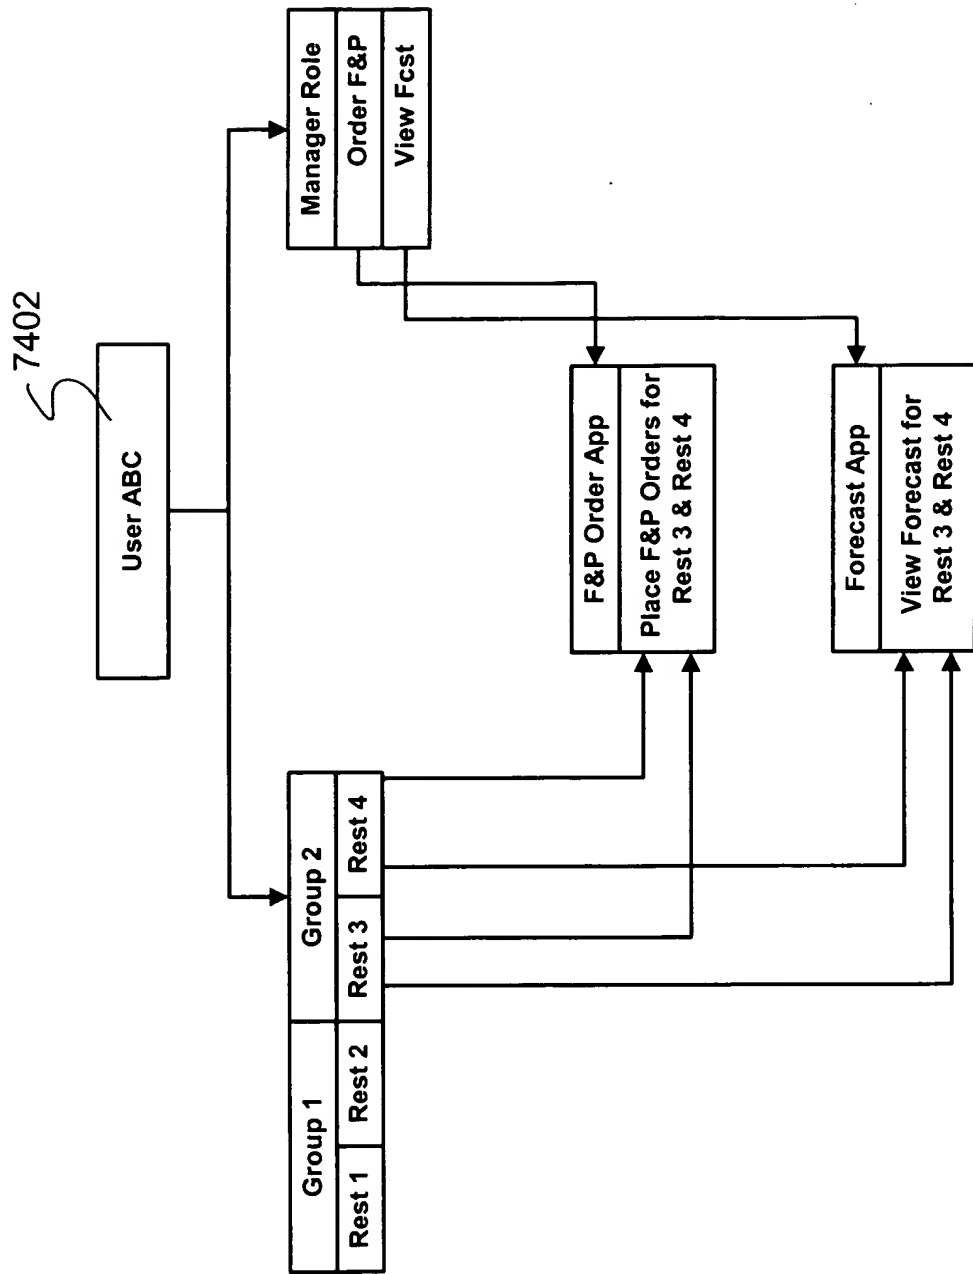 7402
User ABC
Group 1
Group 2
Rest 1
Rest 2
Rest 3
Rest 4
Manager Role
Order F&P
View Fcst
F&P Order App
Place F&P Orders for
Rest 3 & Rest 4
Forecast App
View Forecast for
Rest 3 & Rest 4